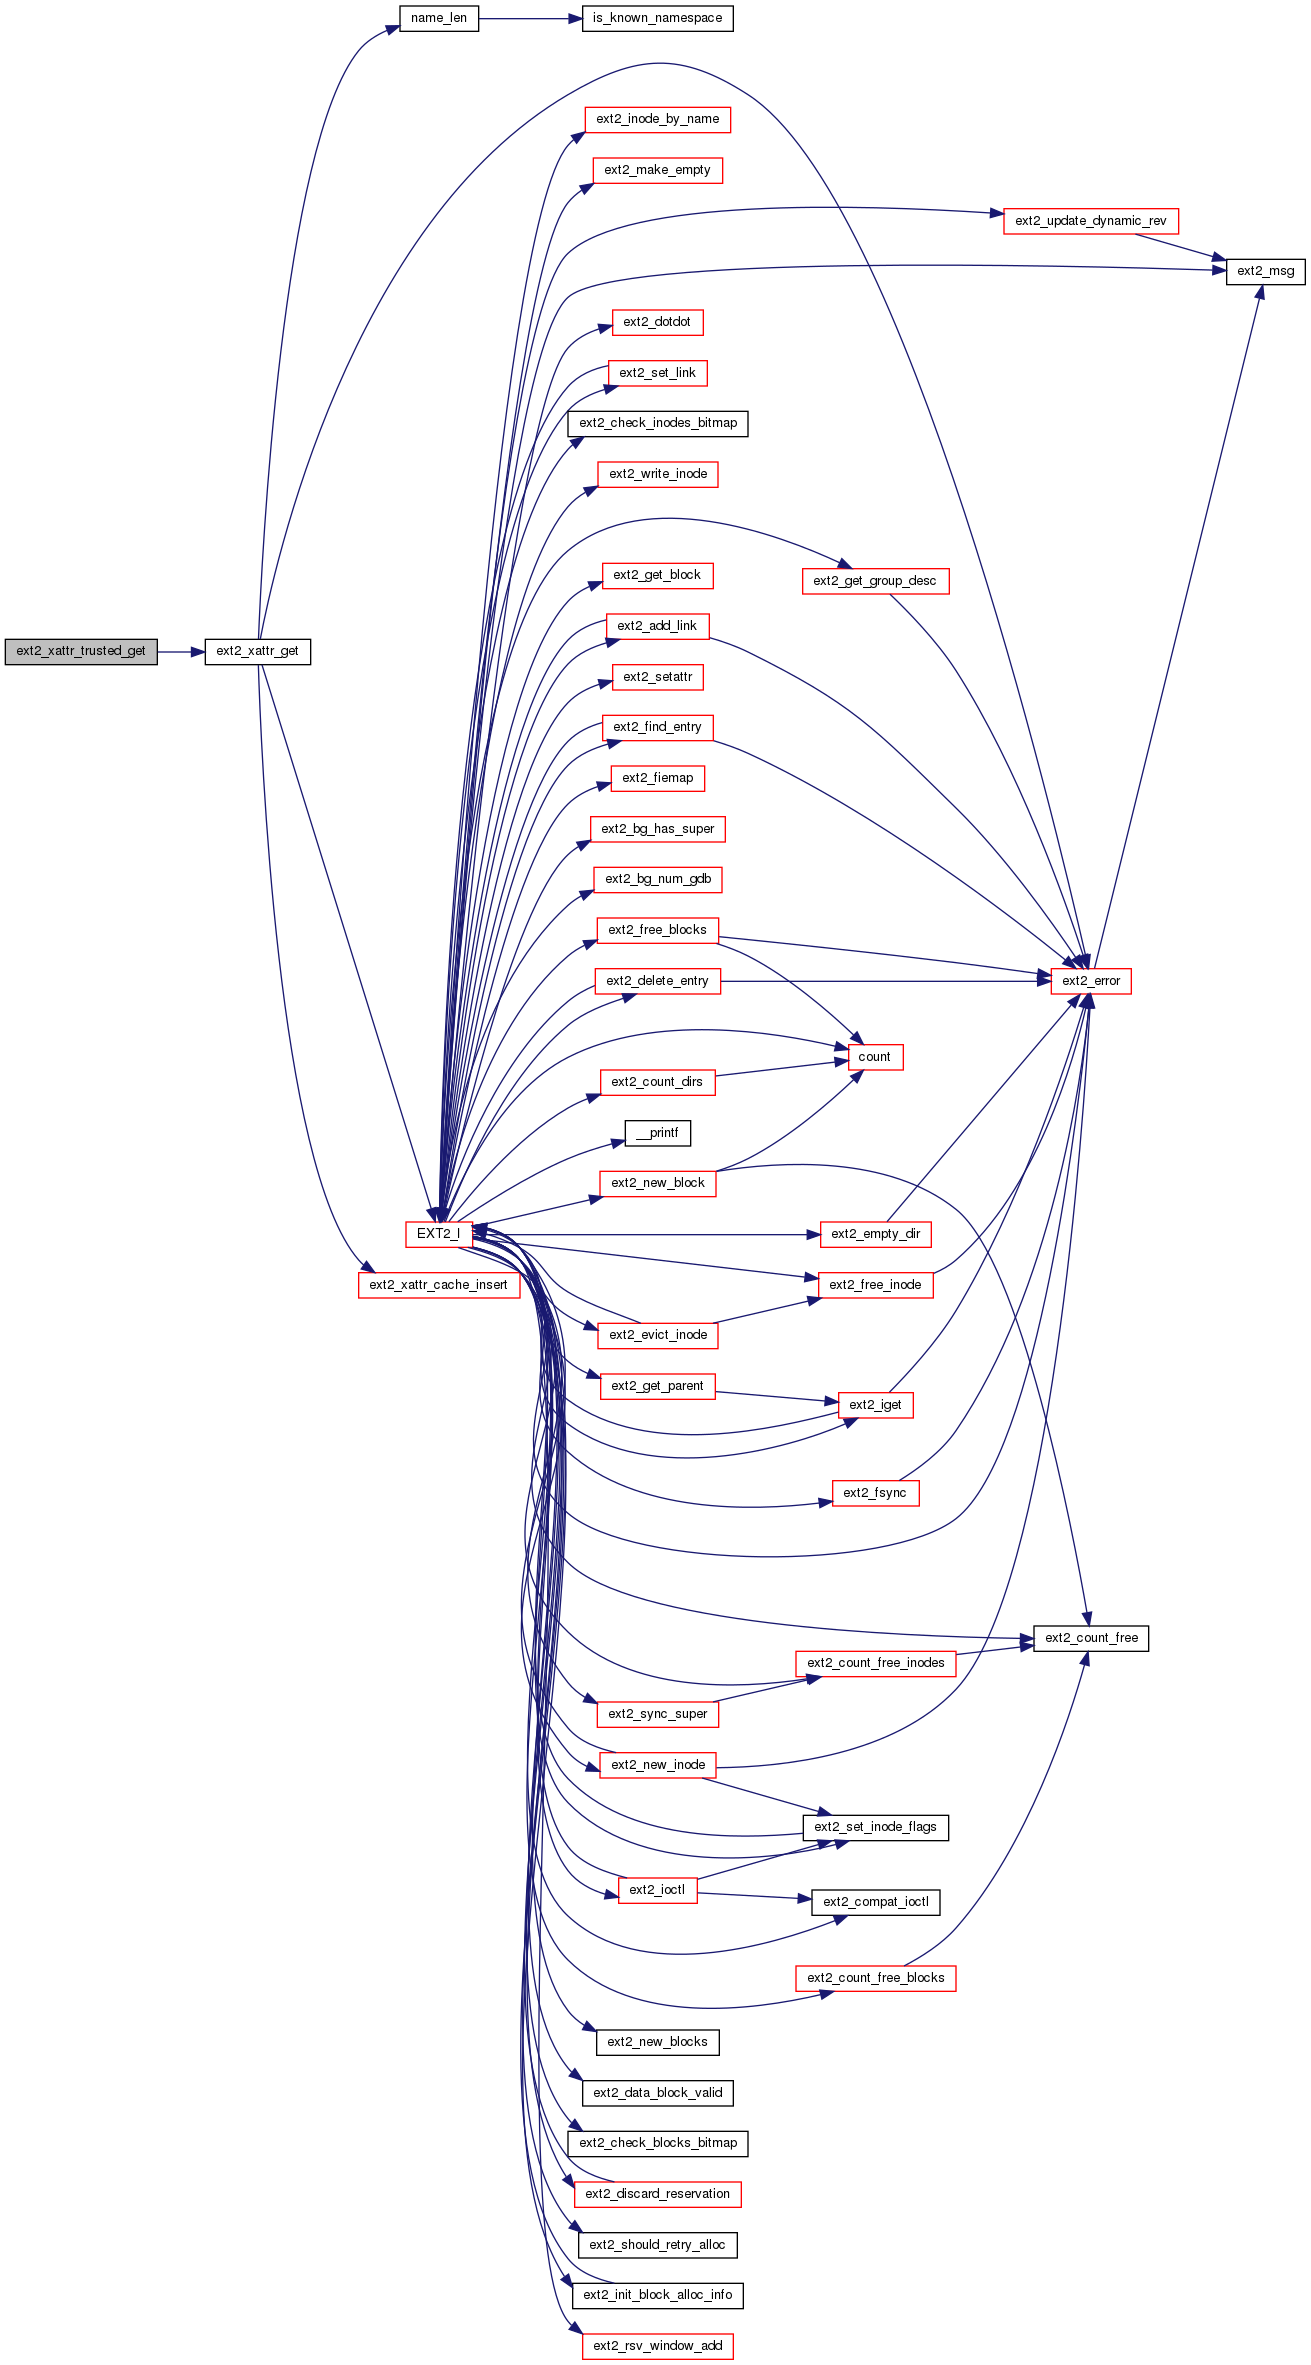 name_len
is_known_namespace
ext2_inode_by_name
ext2_make_empty
ext2_update_dynamic_rev
ext2_msg
ext2_dotdot
ext2_set_link
ext2_check_inodes_bitmap
ext2_write_inode
ext2_get_block
ext2_get_group_desc
ext2_add_link
ext2_xattr_trusted_get
ext2_xattr_get
ext2_setattr
ext2_find_entry
ext2_fiemap
ext2_bg_has_super
ext2_bg_num_gdb
ext2_free_blocks
ext2_delete_entry
ext2_error
count
ext2_count_dirs
__printf
ext2_new_block
EXT2_I
ext2_empty_dir
ext2_xattr_cache_insert
ext2_free_inode
ext2_evict_inode
ext2_get_parent
ext2_iget
ext2_fsync
ext2_count_free
ext2_count_free_inodes
ext2_sync_super
ext2_new_inode
ext2_set_inode_flags
ext2_ioctl
ext2_compat_ioctl
ext2_count_free_blocks
ext2_new_blocks
ext2_data_block_valid
ext2_check_blocks_bitmap
ext2_discard_reservation
ext2_should_retry_alloc
ext2_init_block_alloc_info
ext2_rsv_window_add